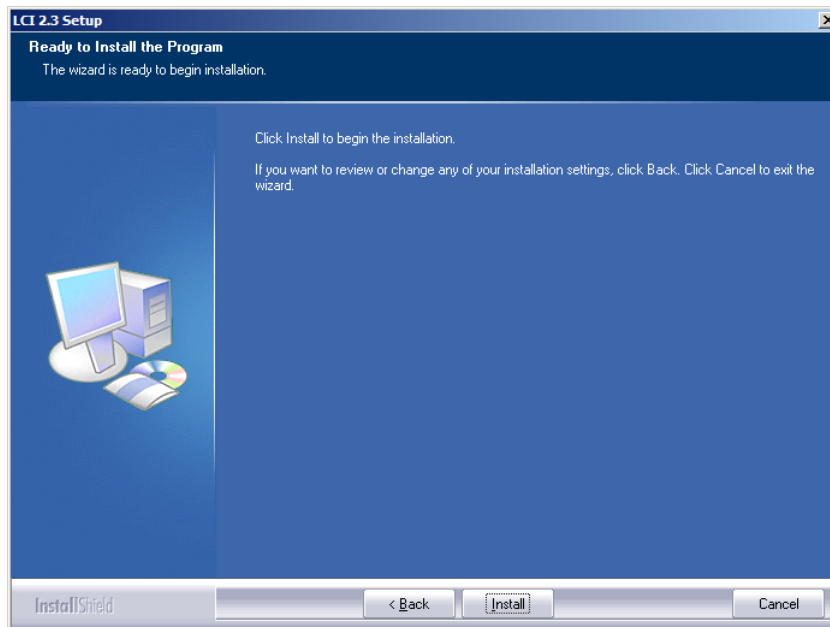 LCI 2.3 Setup
Ready to Install the Program
The wizard is ready to begin installation.
Click Install to begin the installation.
If you want to review or change any of your installation settings, click Back. Click Cancel to exit the
wizard.
InstallShield
< Back
Install
Cancel